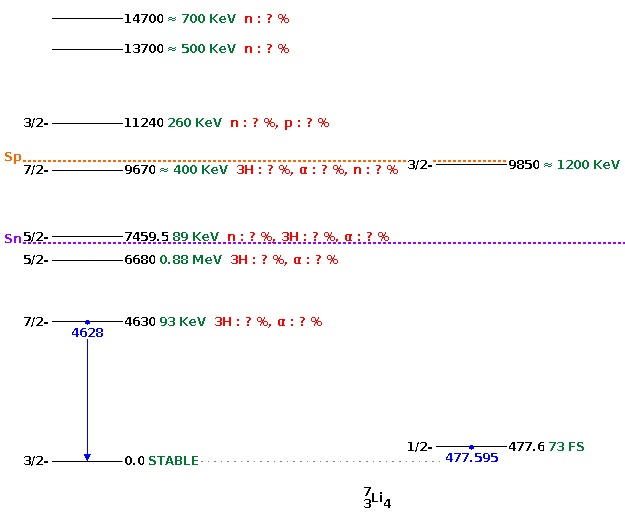 14700 ≈ 700 KeV n : ? %
13700 ≈ 500 KeV n : ? %
3/2- 11240 260 KeV n : ? %, p : ? %
Sp
7/2- 9670 ≈ 400 KeV 3H : ? %, α : ? %, n : ? % 3/2- 9850 ≈ 1200 KeV
Sn 5/2- 7459.5 89 KeV n : ? %, 3H : ? %, α : ? %
5/2- 6680 0.88 MeV 3H : ? %, α : ? %
7/2- 4630 93 KeV 3H : ? %, α : ? %
4628
1/2- 477.6 73 FS
477.595
3/2- 0.0 STABLE
7 3 Li 4